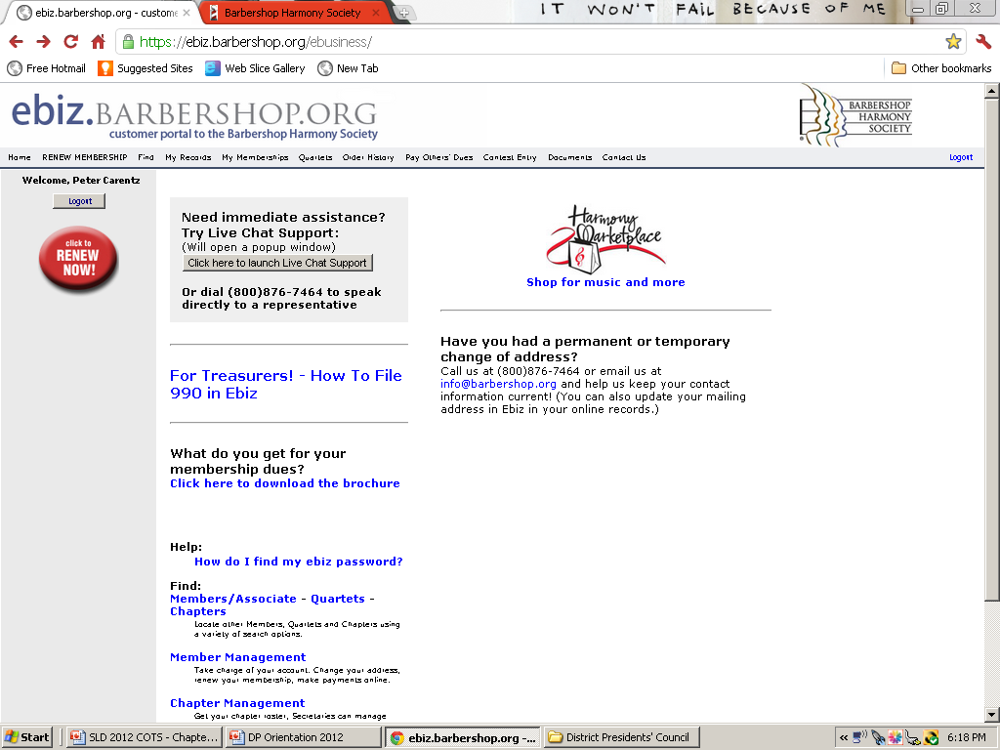 ebiz.barbershop.org - custome
Barbershop Harmony Society
IT WON'T FAIL BECAUSE OF ME
https://ebiz.barbershop.org/ebusiness/
Free Hotmail
Suggested Sites
Web Slice Gallery
New Tab
Other bookmarks
ebiz.BARBERSHOP.ORG
customer portal to the Barbershop Harmony Society
BARBERSHOP
HARMONY
SOCIETY
Home RENEW MEMBERSHIP Find My Records My Memberships Quartets Order History Pay Others' Dues Contest Entry Documents Contact Us Logout
Welcome, Peter Carentz
Logout
click to
RENEW
NOW!
Need immediate assistance?
Try Live Chat Support:
(Will open a popup window)
Click here to launch Live Chat Support
Or dial (800)876-7464 to speak
directly to a representative
For Treasurers! - How To File
990 in Ebiz
What do you get for your
membership dues?
Click here to download the brochure
Help:
How do I find my ebiz password?
Find:
Members/Associate - Quartets -
Chapters
Locate other Members, Quartets and Chapters using
a variety of search options.
Member Management
Take charge of your account. Change your address,
renew your membership, make payments online.
Chapter Management
Get your chapter roster, Secretaries can manage
Harmony
Marketplace
Shop for music and more
Have you had a permanent or temporary
change of address?
Call us at (800)876-7464 or email us at
info@barbershop.org and help us keep your contact
information current! (You can also update your mailing
address in Ebiz in your online records.)
Start
SLD 2012 COTS - Chapte...
DP Orientation 2012
ebiz.barbershop.org -...
District Presidents' Council
6:18 PM